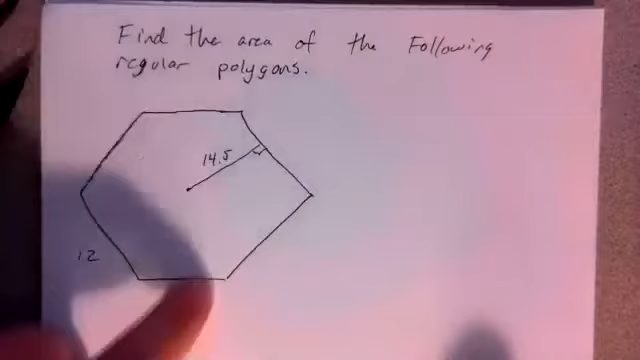 Find the area of the Following
regular polygons.
14.5
12